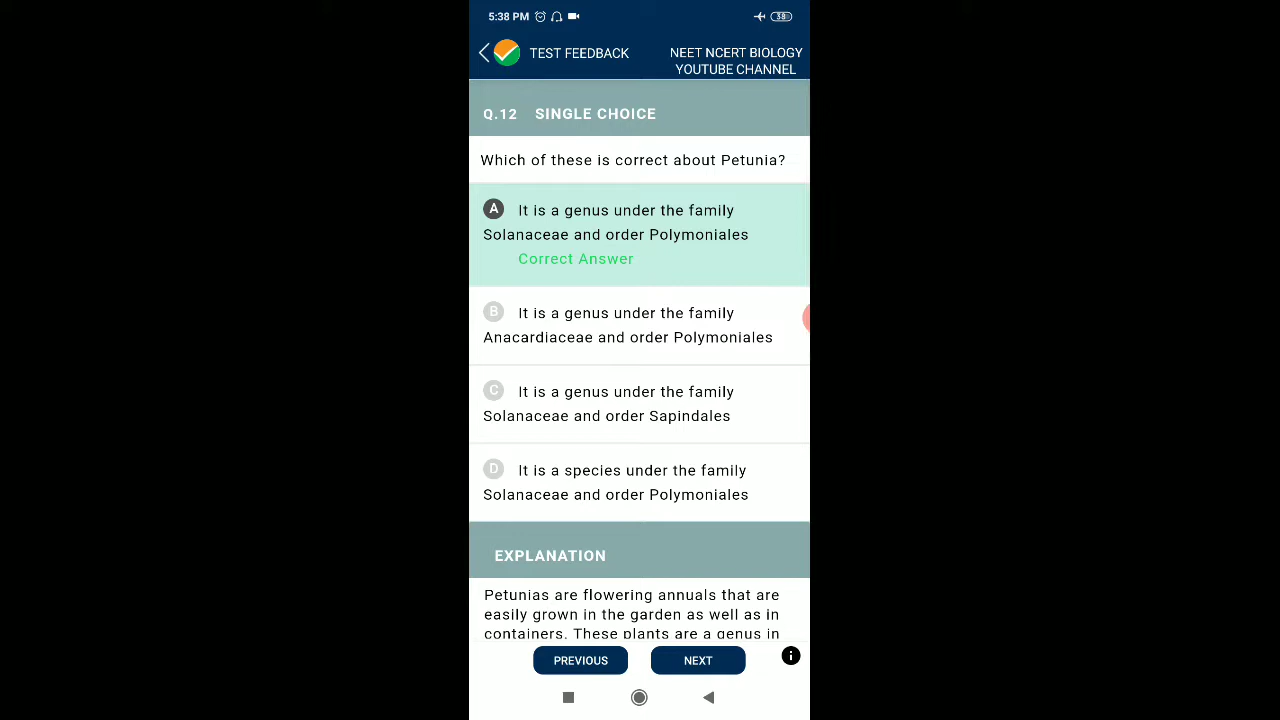 5:38 PM
38
TEST FEEDBACK
NEET NCERT BIOLOGY
YOUTUBE CHANNEL
Q.12 SINGLE CHOICE
Which of these is correct about Petunia?
A It is a genus under the family
Solanaceae and order Polymoniales
Correct Answer
B It is a genus under the family
Anacardiaceae and order Polymoniales
C It is a genus under the family
Solanaceae and order Sapindales
D It is a species under the family
Solanaceae and order Polymoniales
EXPLANATION
Petunias are flowering annuals that are
easily grown in the garden as well as in
containers. These plants are a genus in
PREVIOUS
NEXT
i